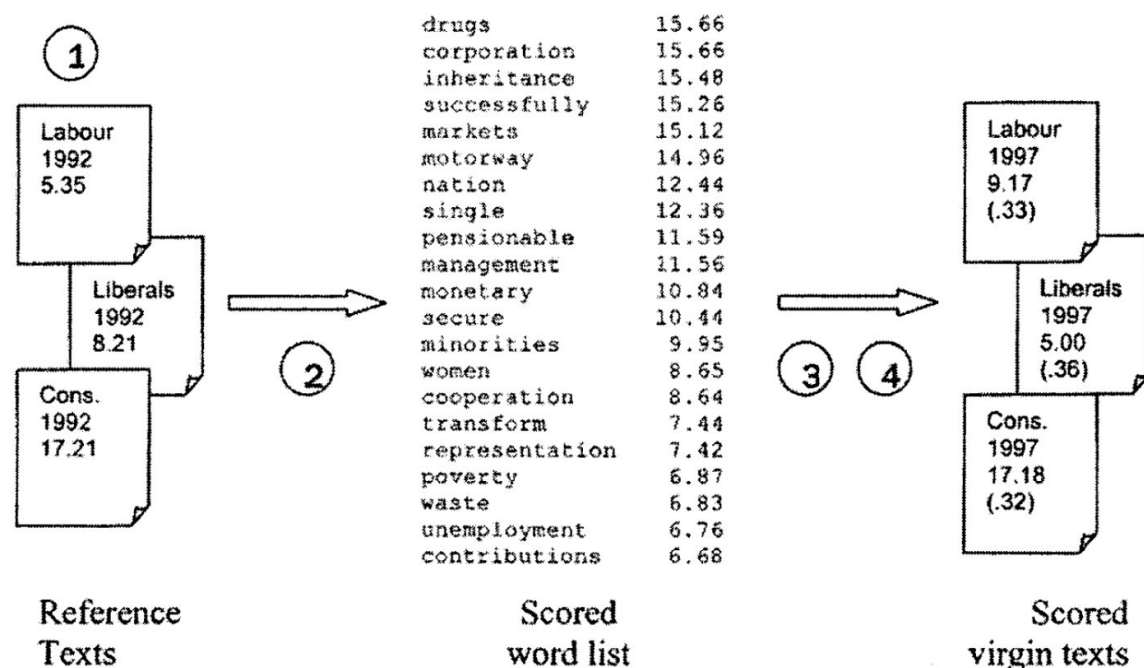 1
Labour
1992
5.35
Liberals
1992
8.21
Cons.
1992
17.21
Reference
Texts
2
drugs 15.66
corporation 15.66
inheritance 15.48
successfully 15.26
markets 15.12
motorway 14.96
nation 12.44
single 12.36
pensionable 11.59
management 11.56
monetary 10.84
secure 10.44
minorities 9.95
women 8.65
cooperation 8.64
transform 7.44
representation 7.42
poverty 6.87
waste 6.83
unemployment 6.76
contributions 6.68
Scored
word list
3 4
Labour
1997
9.17
(.33)
Liberals
1997
5.00
(.36)
Cons.
1997
17.18
(.32)
Scored
virgin texts